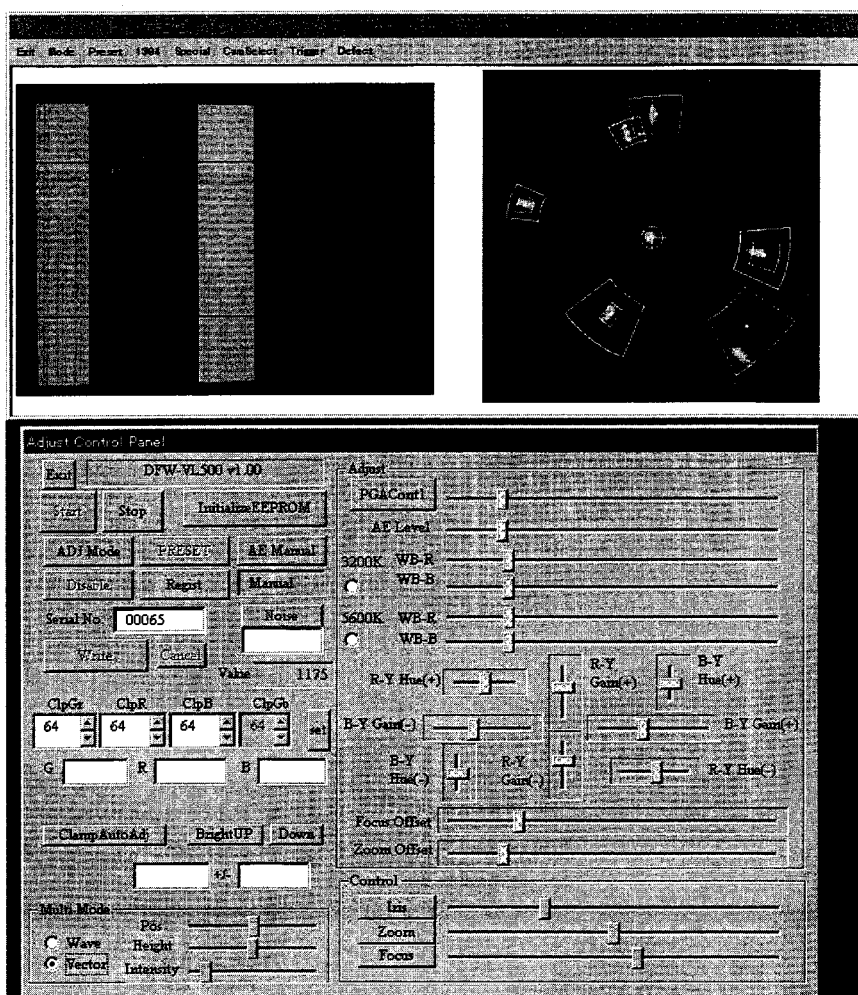 Exit Mode Preset 1394 Special CamSelect Trigger Defect
Adjust Control Panel
Exit DFW-VL500 v1.00
Start Stop InitializeEEPROM
ADJ Mode PRESET AE Manual
Disable Regist Manual
Serial No. 00065 Noise
Write Cancel
Value 1175
ClpGr ClpR ClpB ClpGb
64 64 64 64 set
G R B
ClampAutoAdj BrightUP Down
+/-
Multi Mode
Pos
Wave Height
Vector Intensity
Adjust
PGACont1
AE Level
3200K WB-R
WB-B
5600K WB-R
WB-B
R-Y Hue(+) R-Y Gain(+) B-Y Hue(+)
B-Y Gain(-) B-Y Gain(+)
B-Y Hue(-) R-Y Gain(-) R-Y Hue(-)
Focus Offset
Zoom Offset
Control
Iris
Zoom
Focus